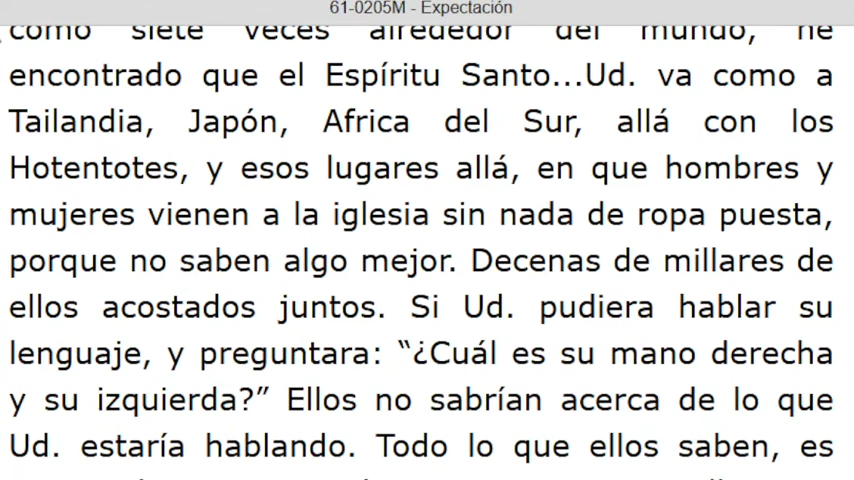 61-0205M - Expectación
como siete veces alrededor del mundo, he
encontrado que el Espíritu Santo...Ud. va como a
Tailandia, Japón, Africa del Sur, allá con los
Hotentotes, y esos lugares allá, en que hombres y
mujeres vienen a la iglesia sin nada de ropa puesta,
porque no saben algo mejor. Decenas de millares de
ellos acostados juntos. Si Ud. pudiera hablar su
lenguaje, y preguntara: “¿Cuál es su mano derecha
y su izquierda?” Ellos no sabrían acerca de lo que
Ud. estaría hablando. Todo lo que ellos saben, es